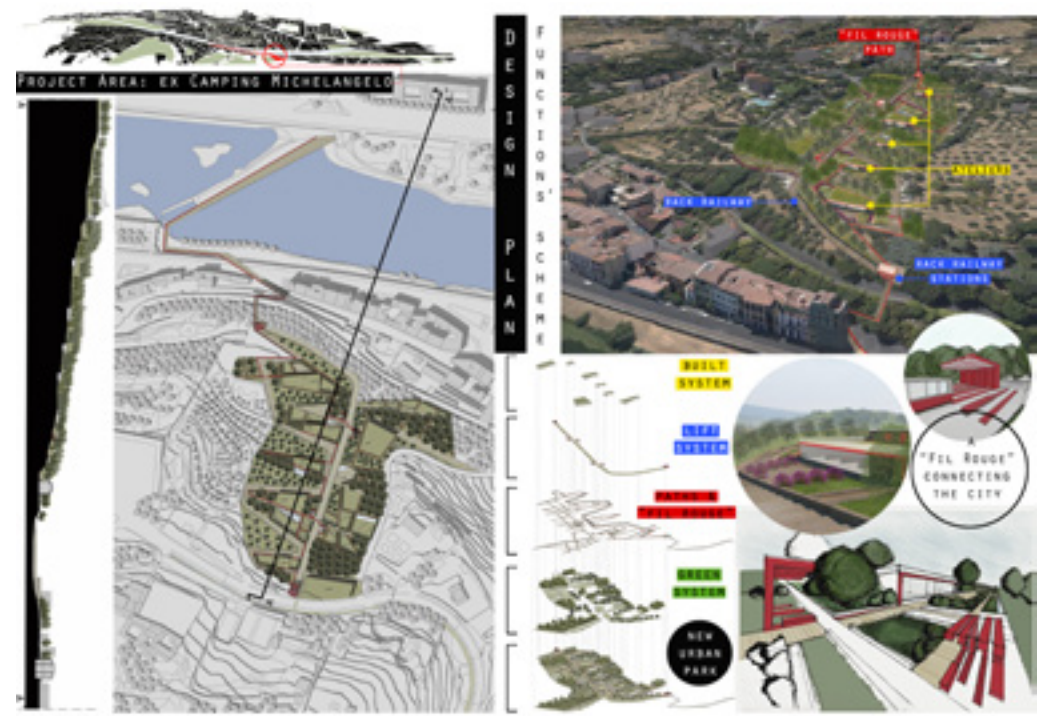 PROJECT AREA: EX CAMPING MICHELANGELO
DESIGN PLAN
FUNCTIONS' SCHEME
"FIL ROUGE"
PATH
ATELIERS
RACK RAILWAY
RACK RAILWAY
STATIONS
BUILT
SYSTEM
LIFT
SYSTEM
PATHS &
"FIL ROUGE"
GREEN
SYSTEM
NEW
URBAN
PARK
A
"FIL ROUGE"
CONNECTING
THE CITY